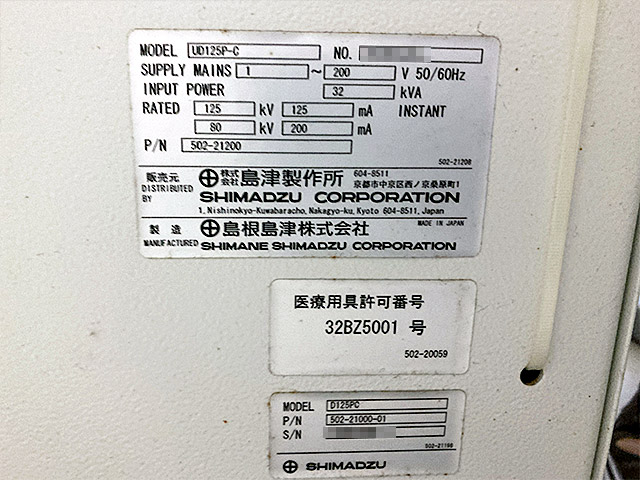 MODEL UD125P-C NO.
SUPPLY MAINS 1 ~ 200 V 50/60Hz
INPUT POWER 32 kVA
RATED 125 kV 125 mA INSTANT
80 kV 200 mA
P/N 502-21200
502-21208
販売元 株式会社 島津製作所 604-8511
京都市中京区西ノ京桑原町1
DISTRIBUTED BY SHIMADZU CORPORATION
1, Nishinokyo-Kuwabaracho, Nakagyo-ku, Kyoto 604-8511, Japan
製造 島根島津株式会社 MADE IN JAPAN
MANUFACTURED SHIMANE SHIMADZU CORPORATION
医療用具許可番号
32BZ5001 号
502-20059
MODEL D125PC
P/N 502-21000-01
S/N
502-21198
SHIMADZU